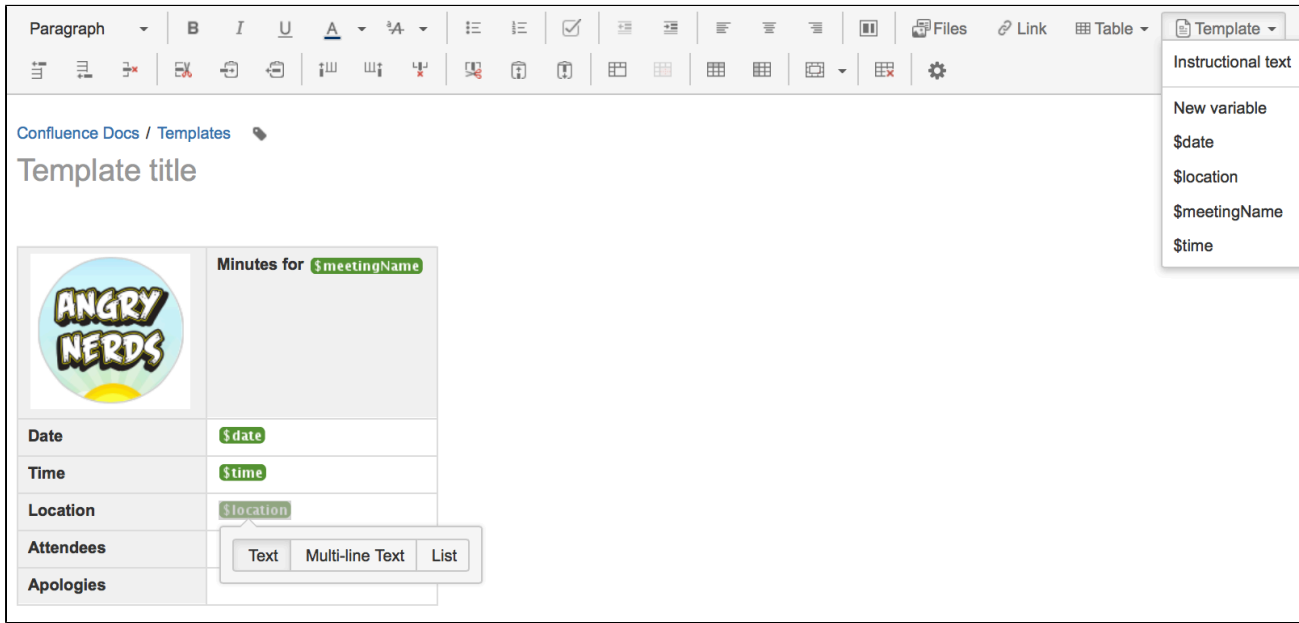 Paragraph B I U A ªA Files Link Table Template
Instructional text
New variable
$date
$location
$meetingName
$time
Confluence Docs / Templates
Template title
ANGRY
NERDS
Minutes for $meetingName
Date $date
Time $time
Location $location
Attendees
Apologies
Text Multi-line Text List